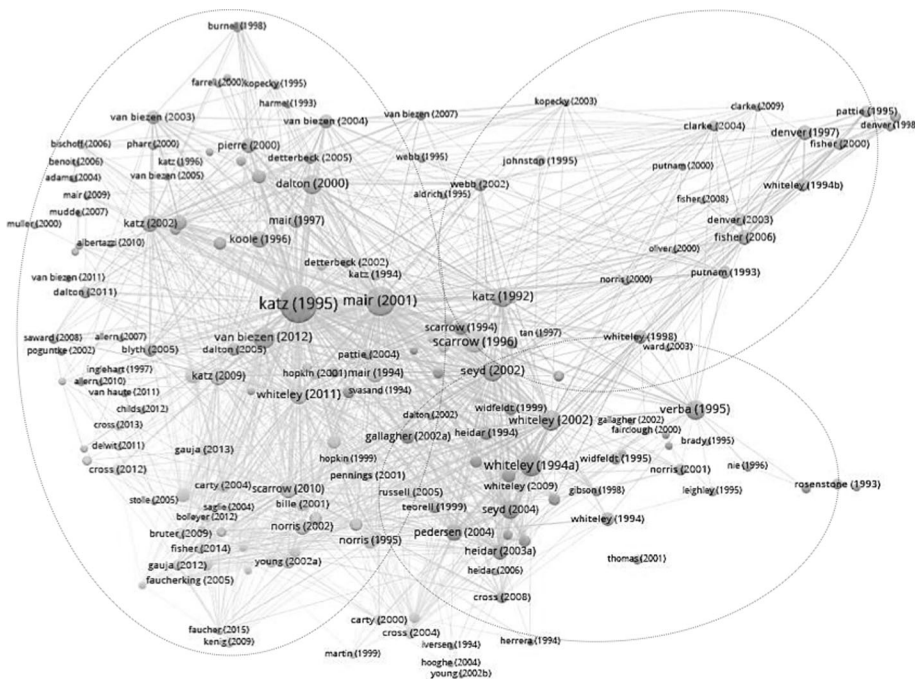 burnell (1998)
farrell (2000)
kopecky (1995)
harmel (1993)
van biezen (2003)
van biezen (2004)
van biezen (2007)
kopecky (2003)
clarke (2009)
pattie (1995)
clarke (2004)
denver (1998
denver (1997)
fisher (2000)
bischoff (2006)
pharr (2000)
pierre (2000)
detterbeck (2005)
webb (1995)
johnston (1995)
benoit (2006)
katz (1996)
putnam (2000)
adams (2004)
van biezen (2005)
dalton (2000)
webb (2002)
whiteley (1994b)
mair (2009)
aldrich (1995)
fisher (2008)
mudde (2007)
muller (2000)
katz (2002)
mair (1997)
denver (2003)
koole (1996)
fisher (2006)
albertazzi (2010)
oliver (2000)
detterbeck (2002)
van biezen (2011)
katz (1994)
putnam (1993)
norris (2000)
dalton (2011)
katz (1995)
mair (2001)
katz (1992)
scarrow (1994)
tan (1997)
saward (2008)
allern (2007)
van biezen (2012)
scarrow (1996)
whiteley (1998)
ward (2003)
poguntke (2002)
blyth (2005)
dalton (2005)
pattie (2004)
inglehart (1997)
katz (2009)
hopkin (2001)
mair (1994)
seyd (2002)
allern (2010)
van haute (2011)
whiteley (2011)
svasand (1994)
childs (2012)
dalton (2002)
widfeldt (1999)
verba (1995)
cross (2013)
whiteley (2002)
gallagher (2002)
fairclough (2000)
gallagher (2002a)
heidar (1994)
brady (1995)
delwit (2011)
gauja (2013)
hopkin (1999)
widfeldt (1995)
cross (2012)
whiteley (1994a)
norris (2001)
nie (1996)
pennings (2001)
carty (2004)
scarrow (2010)
whiteley (2009)
rosenstone (1993)
stolle (2005)
russell (2005)
gibson (1998)
leighley (1995)
saglie (2004)
bille (2001)
teorell (1999)
seyd (2004)
bolleyer (2012)
whiteley (1994)
norris (2002)
bruter (2009)
pedersen (2004)
norris (1995)
fisher (2014)
heidar (2003a)
gauja (2012)
young (2002a)
thomas (2001)
heidar (2006)
faucherking (2005)
cross (2008)
carty (2000)
faucher (2015)
cross (2004)
kenig (2009)
iversen (1994)
herrera (1994)
martin (1999)
hooghe (2004)
young (2002b)